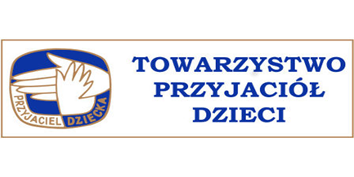 PRZYJACIEL DZIECKA
TOWARZYSTWO
PRZYJACIÓŁ
DZIECI